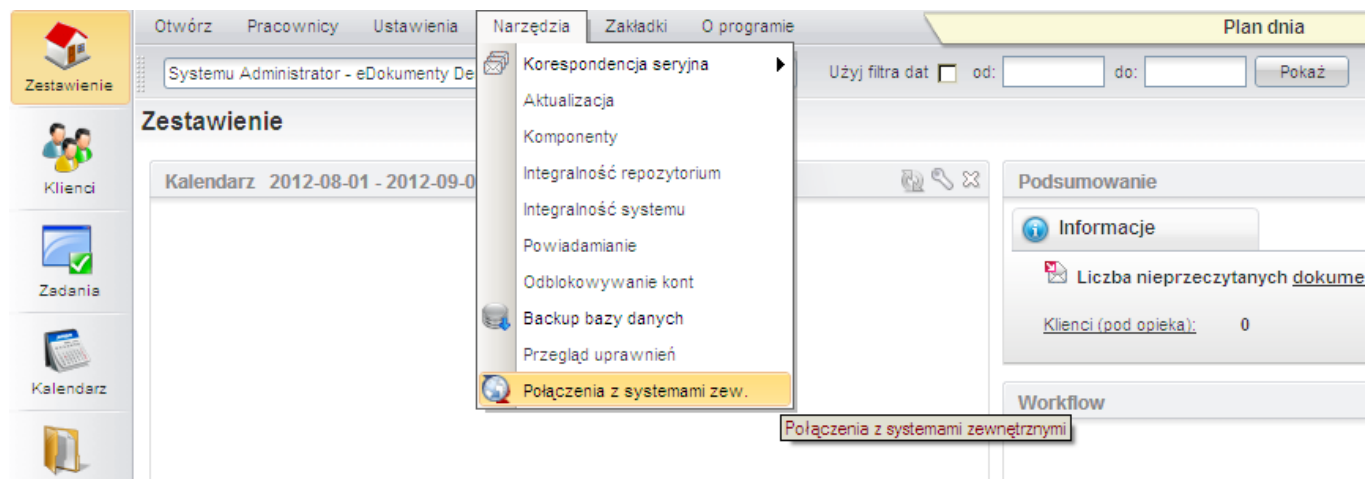 Otwórz Pracownicy Ustawienia Narzędzia Zakładki O programie Plan dnia
Zestawienie
Systemu Administrator - eDokumenty De Użyj filtra dat od: do: Pokaż
Zestawienie
Klienci
Zadania
Kalendarz
Korespondencja seryjna
Aktualizacja
Komponenty
Integralność repozytorium
Integralność systemu
Powiadamianie
Odblokowywanie kont
Backup bazy danych
Przegląd uprawnień
Połączenia z systemami zew.
Połączenia z systemami zewnętrznymi
Kalendarz 2012-08-01 - 2012-09-0
Podsumowanie
Informacje
Liczba nieprzeczytanych dokume
Klienci (pod opieka): 0
Workflow